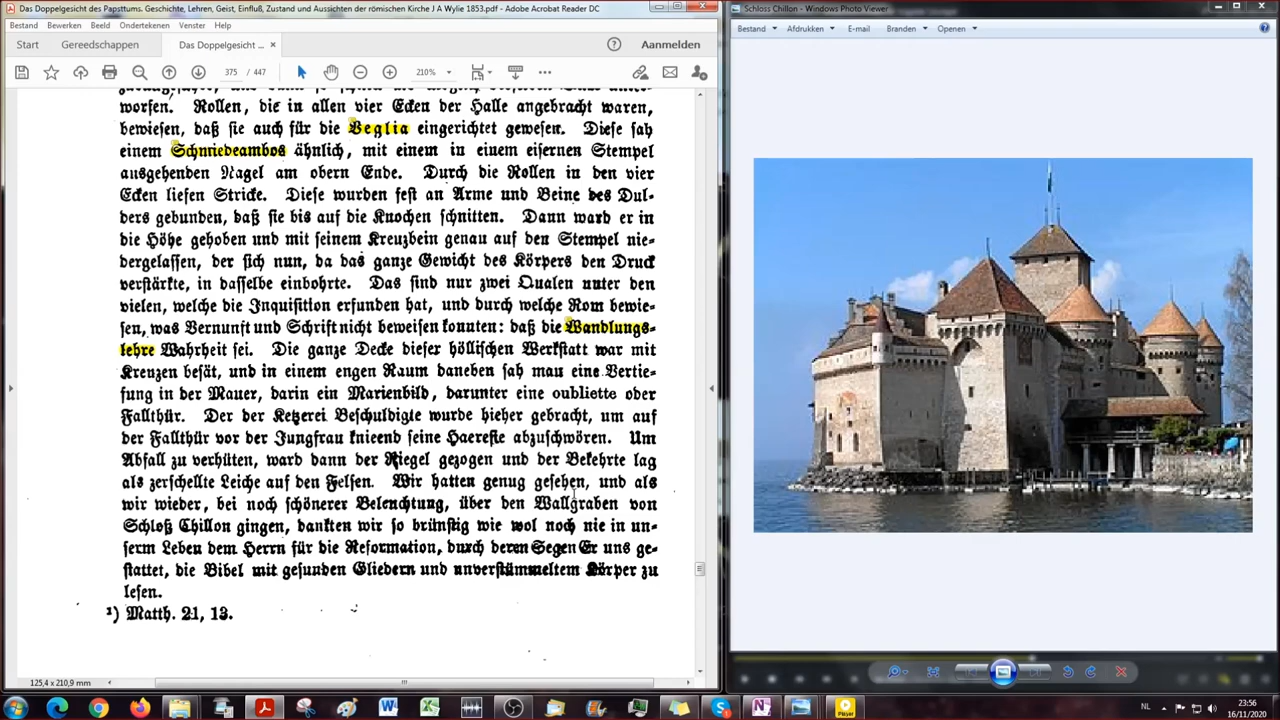 Das Doppelgesicht des Papsttums. Geschichte, Lehren, Geist, Einfluß, Zustand und Aussichten der römischen Kirche J A Wylie 1853.pdf - Adobe Acrobat Reader DC
Bestand Bewerken Beeld Ondertekenen Venster Help
Start Gereedschappen Das Doppelgesicht ... × Aanmelden
375 / 447 210%
worfen. Rollen, die in allen vier Ecken der Halle angebracht waren,
bewiesen, daß sie auch für die Veglia eingerichtet gewesen. Diese sah
einem Schmiedeambos ähnlich, mit einem in einem eisernen Stempel
ausgehenden Nagel am obern Ende. Durch die Rollen in den vier
Ecken liefen Stricke. Diese wurden fest an Arme und Beine des Dul-
ders gebunden, daß sie bis auf die Knochen schnitten. Dann ward er in
die Höhe gehoben und mit seinem Kreuzbein genau auf den Stempel nie-
dergelassen, der sich nun, da das ganze Gewicht des Körpers den Druck
verstärkte, in dasselbe einbohrte. Das sind nur zwei Qualen unter den
vielen, welche die Inquisition erfunden hat, und durch welche Rom bewie-
sen, was Vernunft und Schrift nicht beweisen konnten: daß die Wandlungs-
lehre Wahrheit sei. Die ganze Decke dieser höllischen Werkstatt war mit
Kreuzen besät, und in einem engen Raum daneben sah man eine Vertie-
fung in der Mauer, darin ein Marienbild, darunter eine oubliette oder
Fallthür. Der der Ketzerei Beschuldigte wurde hieher gebracht, um auf
der Fallthür vor der Jungfrau knieend seine Haeresie abzuschwören. Um
Abfall zu verhüten, ward dann der Riegel gezogen und der Bekehrte lag
als zerschellte Leiche auf den Felsen. Wir hatten genug gesehen, und als
wir wieder, bei noch schönerer Beleuchtung, über den Wallgraben von
Schloß Chillon gingen, dankten wir so brünstig wie wol noch nie in un-
serm Leben dem Herrn für die Reformation, durch deren Segen Er uns ge-
stattet, die Bibel mit gesunden Gliedern und unverstümmeltem Körper zu
lesen.
¹) Matth. 21, 13.
125,4 x 210,9 mm
Schloss Chillon - Windows Photo Viewer
Bestand Afdrukken E-mail Branden Openen
NL 23:56
16/11/2020
Player